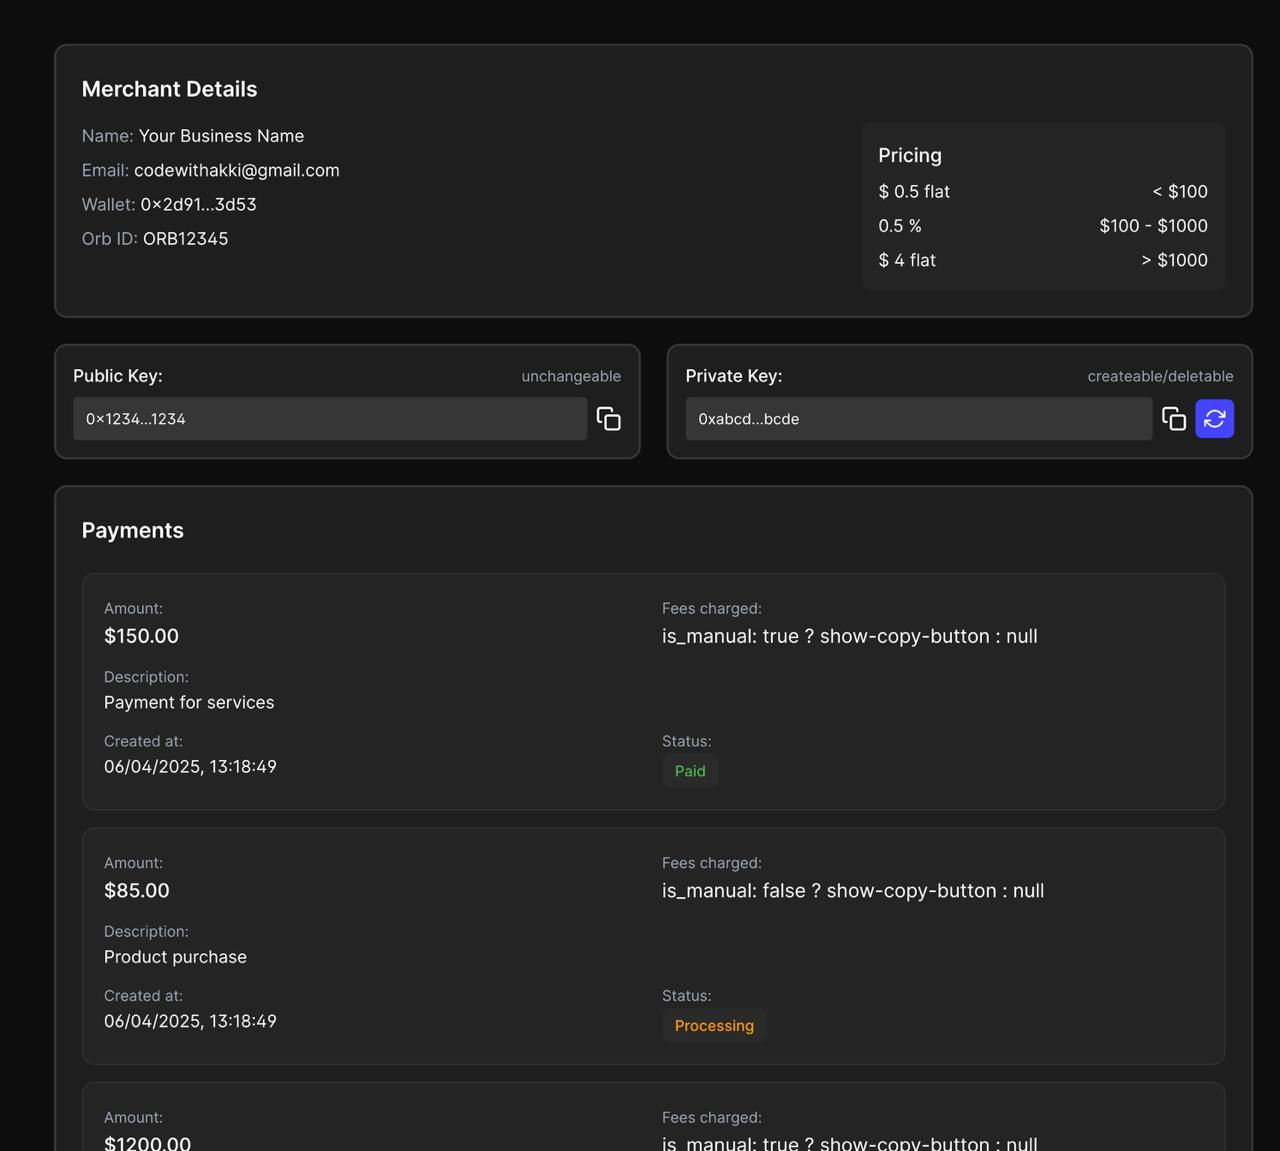 Merchant Details
Name: Your Business Name
Email: codewithakki@gmail.com
Wallet: 0×2d91...3d53
Orb ID: ORB12345
Pricing
$ 0.5 flat < $100
0.5 % $100 - $1000
$ 4 flat > $1000
Public Key: unchangeable
0×1234...1234
Private Key: createable/deletable
0xabcd...bcde
Payments
Amount: Fees charged:
$150.00 is_manual: true ? show-copy-button : null
Description:
Payment for services
Created at: Status:
06/04/2025, 13:18:49 Paid
Amount: Fees charged:
$85.00 is_manual: false ? show-copy-button : null
Description:
Product purchase
Created at: Status:
06/04/2025, 13:18:49 Processing
Amount: Fees charged:
$1200.00 is_manual: true ? show-copy-button : null